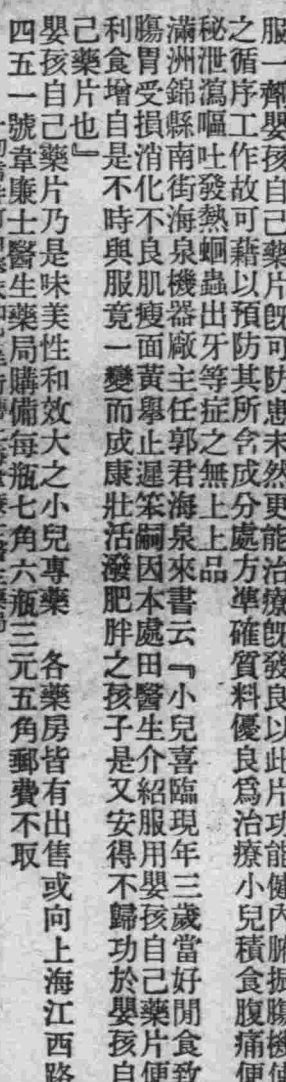 服一劑嬰孩自己藥片既可防患未然更能治療既發良以此片功能健內腑振腸機使
之循序工作故可藉以預防其所含成分處方準確質料優良爲治療小兒積食腹痛便
秘泄瀉嘔吐發熱蛔蟲出牙等症之無上上品
滿洲錦縣南街海泉機器廠主任郭君海泉來書云『小兒喜臨現年三歲當好閒食致
腸胃受損消化不良肌瘦面黃舉止遲笨嗣因本處田醫生介紹服用嬰孩自己藥片便
利食增自是不時與服竟一變而成康壯活潑肥胖之孩子是又安得不歸功於嬰孩自
己藥片也』
嬰孩自己藥片乃是味美性和效大之小兒專藥 各藥房皆有出售或向上海江西路
四五一號韋廉士醫生藥局購備每瓶七角六瓶三元五角郵費不取